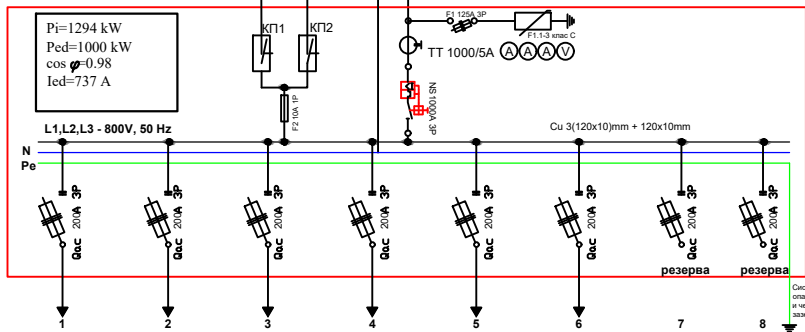 Pi=1294 kW
Ped=1000 kW
cos φ=0.98
Ied=737 A
КП1
КП2
F2 10A 1P
F1 125A 3P
F1.1-3 клас C
TT 1000/5A
A A A V
NS1000A 3P
L1,L2,L3 - 800V, 50 Hz
Cu 3(120x10)mm + 120x10mm
N
Pe
Qac 200A 3P
Qac 200A 3P
Qac 200A 3P
Qac 200A 3P
Qac 200A 3P
Qac 200A 3P
Qac 200A 3P
Qac 200A 3P
резерва
резерва
1
2
3
4
5
6
7
8